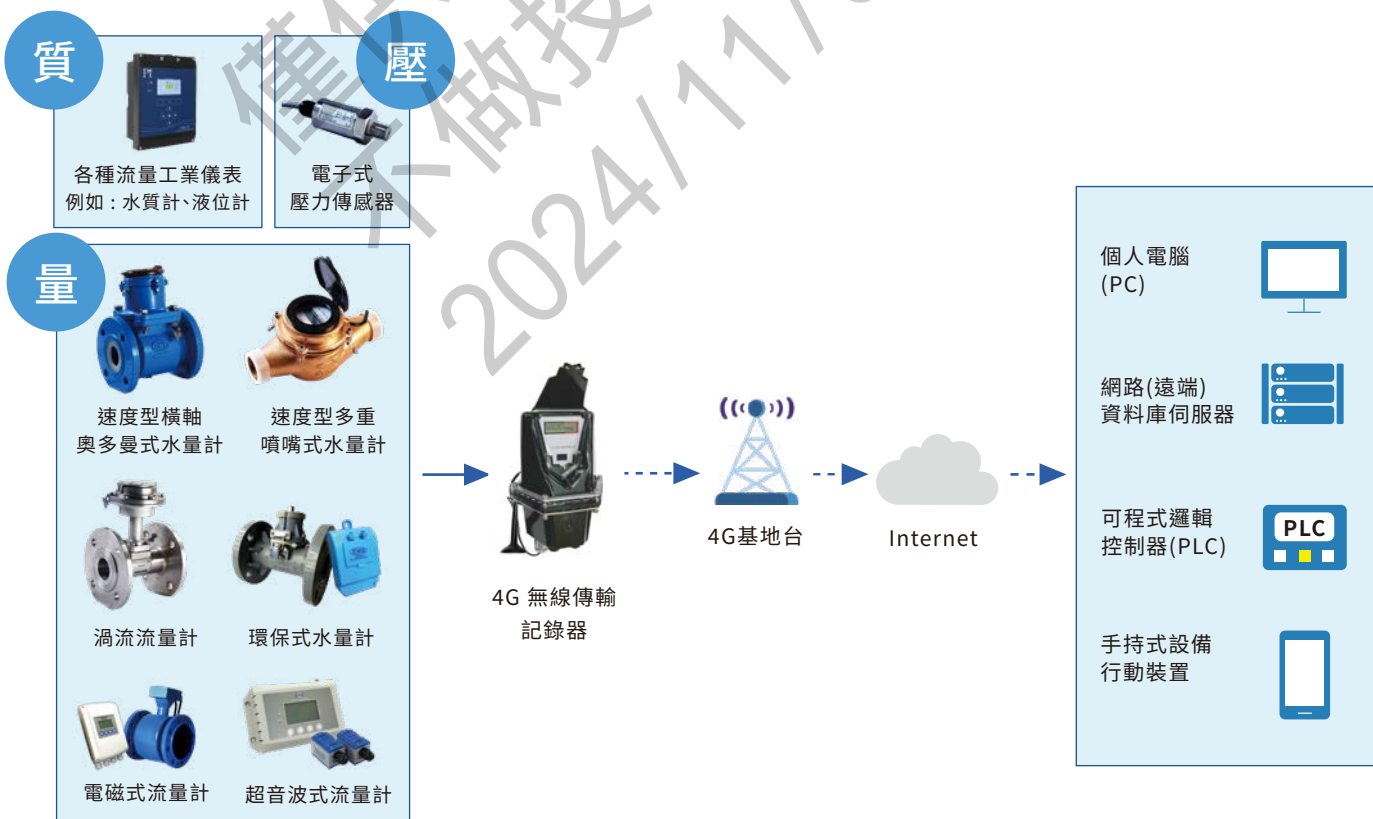 質
壓
各種流量工業儀表
例如：水質計、液位計
電子式
壓力傳感器
量
速度型橫軸
奧多曼式水量計
速度型多重
噴嘴式水量計
渦流流量計
環保式水量計
電磁式流量計
超音波式流量計
4G 無線傳輸
記錄器
4G基地台
Internet
個人電腦
(PC)
網路(遠端)
資料庫伺服器
可程式邏輯
控制器(PLC)
PLC
手持式設備
行動裝置
不做投
2024/11/